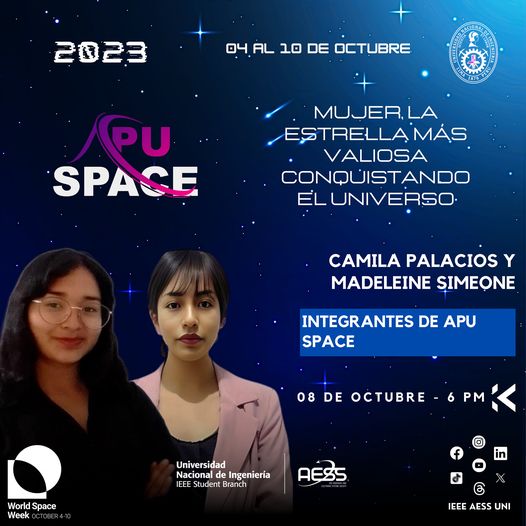 2023
04 AL 10 DE OCTUBRE
APU
SPACE
MUJER, LA
ESTRELLA MÁS
VALIOSA
CONQUISTANDO
EL UNIVERSO
CAMILA PALACIOS Y
MADELEINE SIMEONE
INTEGRANTES DE APU
SPACE
08 DE OCTUBRE - 6 PM
World Space
Week OCTOBER 4-10
Universidad
Nacional de Ingeniería
IEEE Student Branch
AESS
IEEE AESS UNI